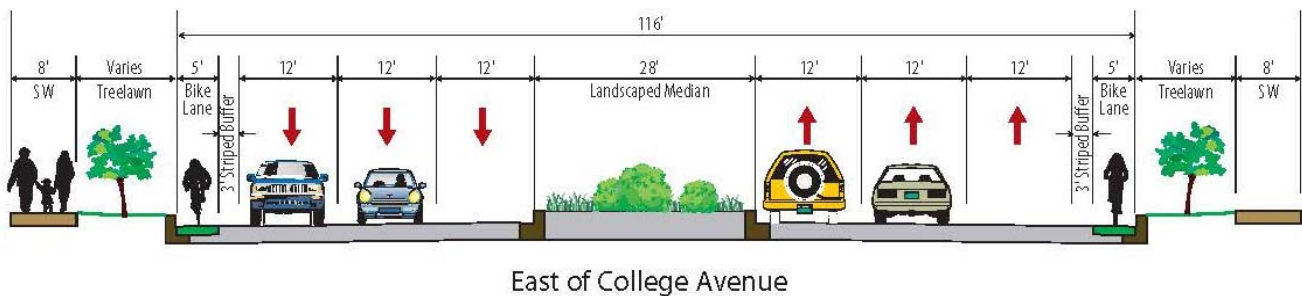 116'
8' Varies 5' 12' 12' 12' 28' 12' 12' 12' 5' Varies 8'
SW Treelawn Bike Lane 3' Striped Buffer Landscaped Median 3' Striped Buffer Bike Lane Treelawn SW
East of College Avenue